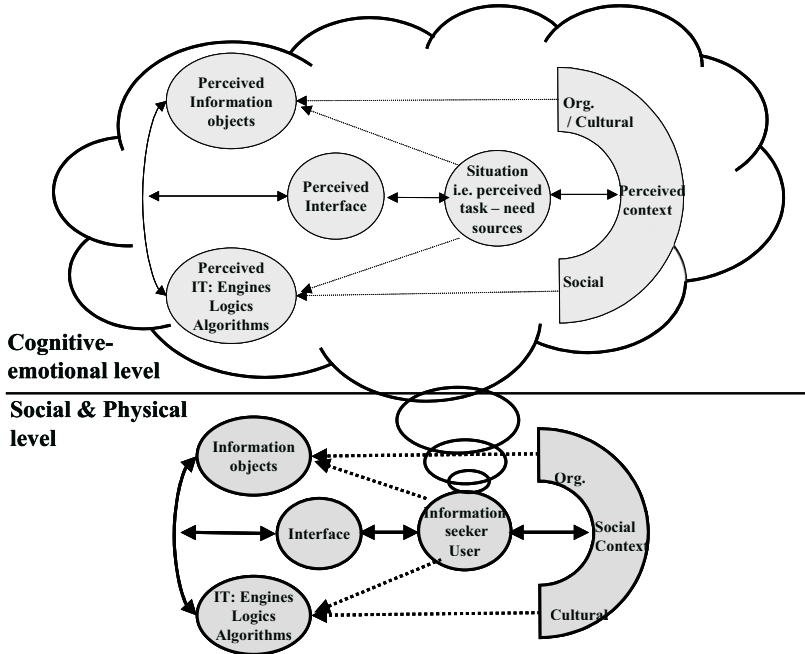 Perceived
Information
objects
Org.
/ Cultural
Perceived
Interface
Situation
i.e. perceived
task – need
sources
Perceived
context
Perceived
IT: Engines
Logics
Algorithms
Social
Cognitive-
emotional level
Social & Physical
level
Information
objects
Org.
Interface
Information
seeker
User
Social
Context
IT: Engines
Logics
Algorithms
Cultural